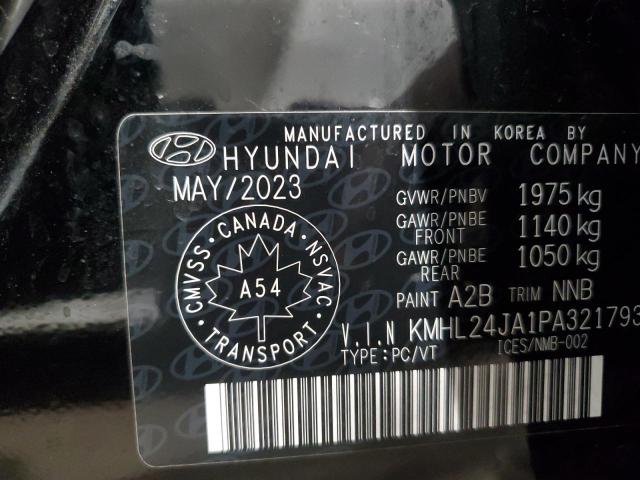 MANUFACTURED IN KOREA BY
HYUNDAI MOTOR COMPANY
MAY/2023
GVWR/PNBV 1975 kg
GAWR/PNBE FRONT 1140 kg
GAWR/PNBE REAR 1050 kg
PAINT A2B TRIM NNB
CMVSS • CANADA • NSVAC • TRANSPORT •
A54
V.I.N KMHL24JA1PA321793
TYPE:PC/VT
ICES/NMB-002